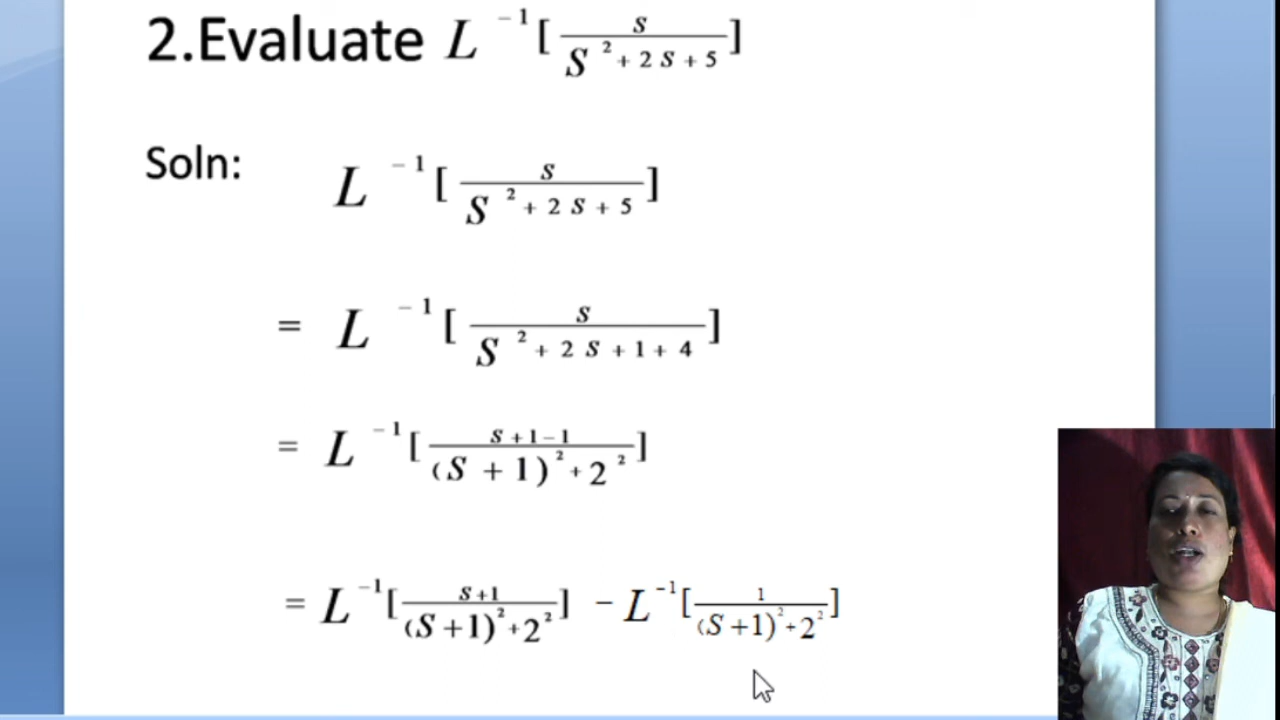 2.Evaluate L⁻¹[s/(S²+2S+5)]
Soln: L⁻¹[s/(S²+2S+5)]
= L⁻¹[s/(S²+2S+1+4)]
= L⁻¹[(S+1−1)/((S+1)²+2²)]
= L⁻¹[(S+1)/((S+1)²+2²)] − L⁻¹[1/((S+1)²+2²)]